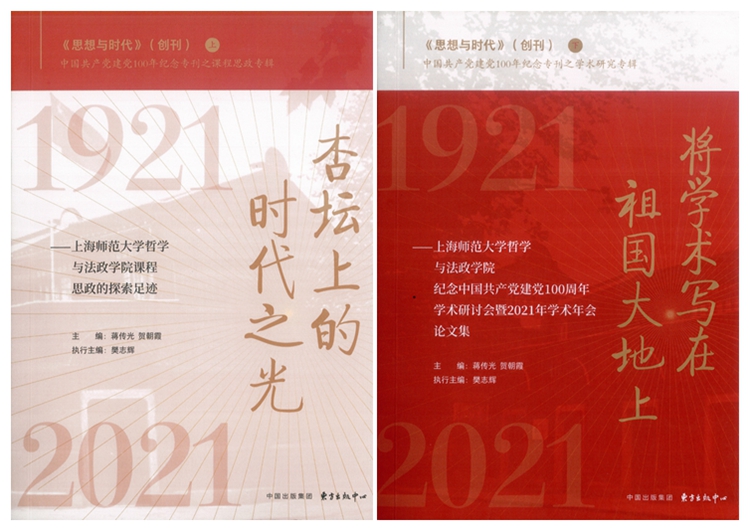 《思想与时代》（创刊） 上
中国共产党建党100年纪念专刊之课程思政专辑
1921
杏坛上的
时代之光
——上海师范大学哲学
与法政学院课程
思政的探索足迹
主 编：蒋传光 贺朝霞
执行主编：樊志辉
2021
中国出版集团 东方出版中心
《思想与时代》（创刊） 下
中国共产党建党100年纪念专刊之学术研究专辑
1921
将学术写在
祖国大地上
——上海师范大学哲学
与法政学院
纪念中国共产党建党100周年
学术研讨会暨2021年学术年会
论文集
主 编：蒋传光 贺朝霞
执行主编：樊志辉
2021
中国出版集团 东方出版中心